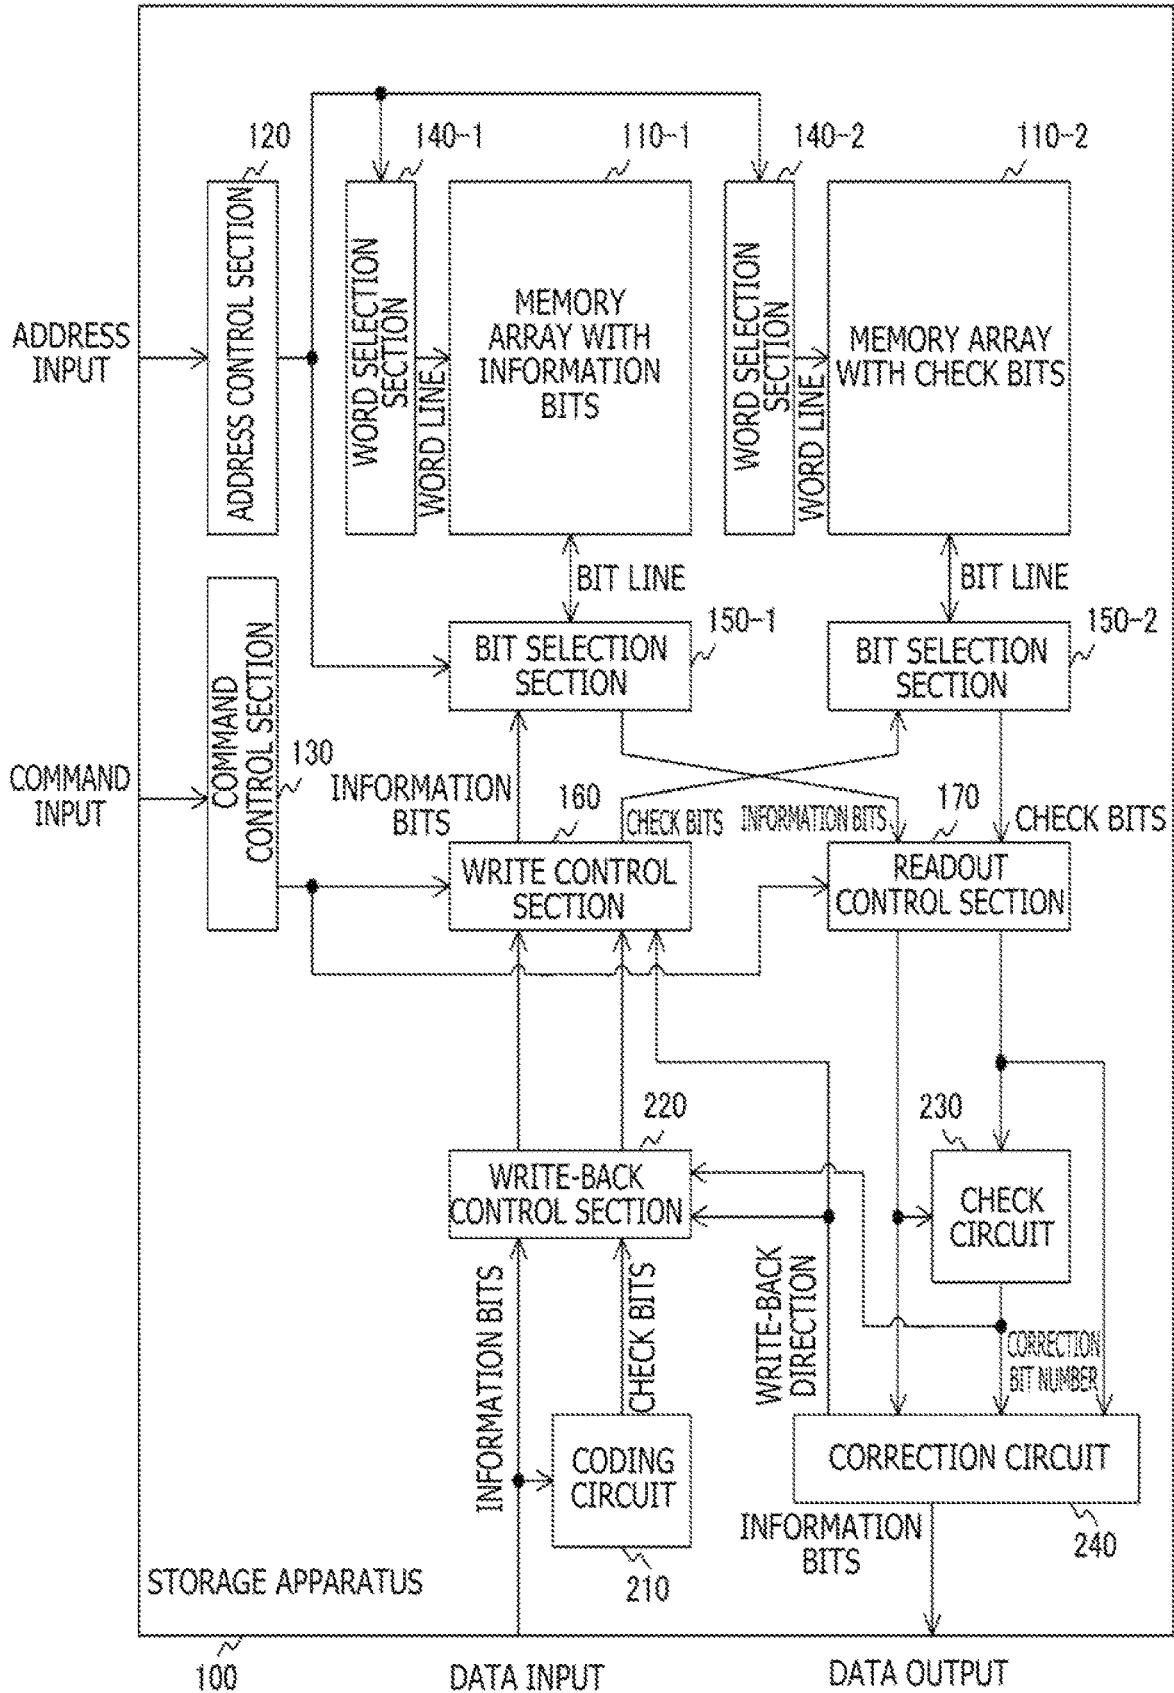 120
140-1
110-1
140-2
110-2
ADDRESS
INPUT
ADDRESS CONTROL SECTION
WORD SELECTION
SECTION
WORD LINE
MEMORY
ARRAY WITH
INFORMATION
BITS
WORD SELECTION
SECTION
WORD LINE
MEMORY ARRAY
WITH CHECK BITS
BIT LINE
BIT LINE
150-1
150-2
BIT SELECTION
SECTION
BIT SELECTION
SECTION
COMMAND
INPUT
COMMAND
CONTROL SECTION
130
INFORMATION
BITS
160
CHECK BITS
INFORMATION BITS
170
CHECK BITS
WRITE CONTROL
SECTION
READOUT
CONTROL SECTION
220
230
WRITE-BACK
CONTROL SECTION
CHECK
CIRCUIT
INFORMATION BITS
CHECK BITS
WRITE-BACK
DIRECTION
CORRECTION
BIT NUMBER
CODING
CIRCUIT
CORRECTION CIRCUIT
INFORMATION
BITS
240
210
STORAGE APPARATUS
100
DATA INPUT
DATA OUTPUT